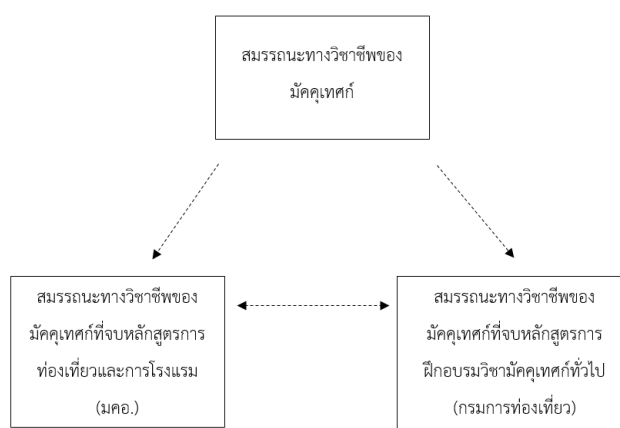 สมรรถนะทางวิชาชีพของ
มัคคุเทศก์
สมรรถนะทางวิชาชีพของ
มัคคุเทศก์ที่จบหลักสูตรการ
ท่องเที่ยวและการโรงแรม
(มคอ.)
สมรรถนะทางวิชาชีพของ
มัคคุเทศก์ที่จบหลักสูตรการ
ฝึกอบรมวิชามัคคุเทศก์ทั่วไป
(กรมการท่องเที่ยว)